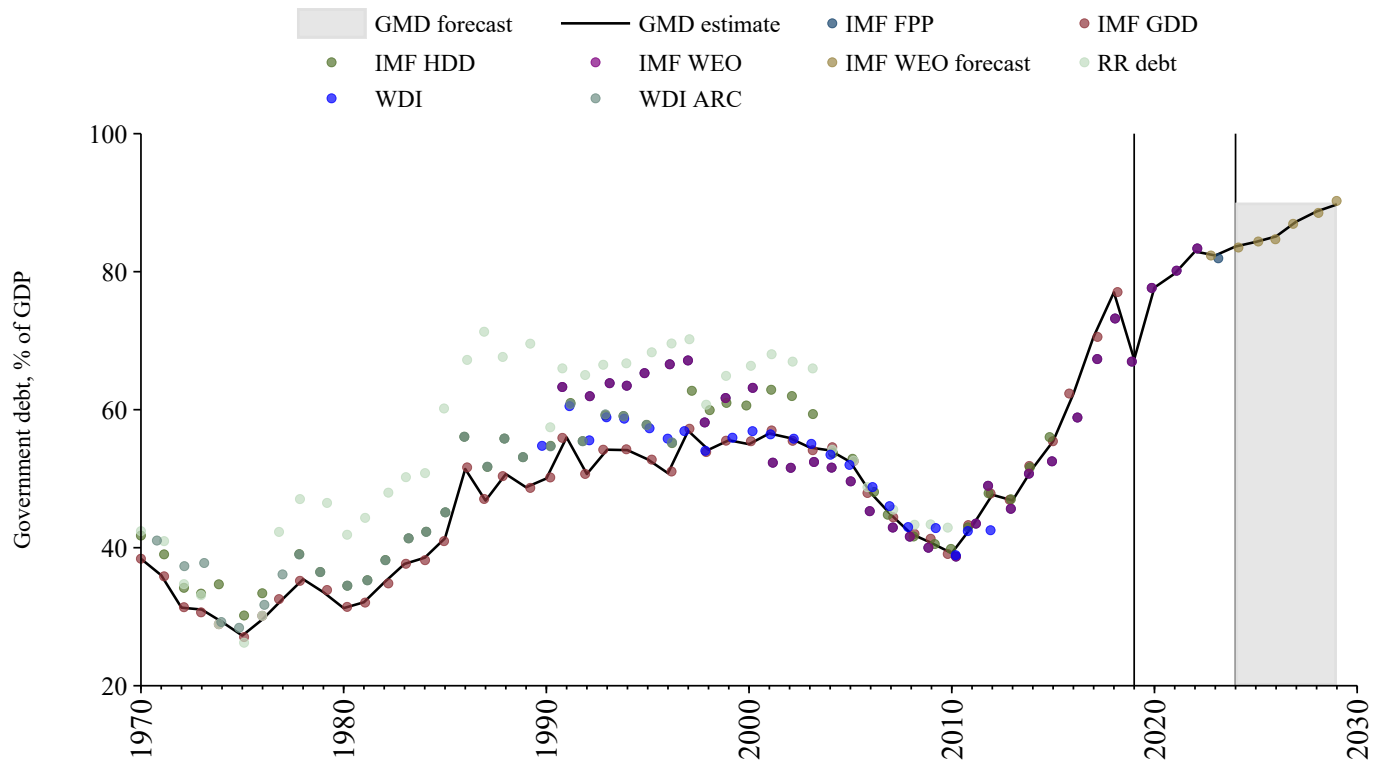 GMD forecast GMD estimate IMF FPP IMF GDD
IMF HDD IMF WEO IMF WEO forecast RR debt
WDI WDI ARC
Government debt, % of GDP
100
80
60
40
20
1970 1980 1990 2000 2010 2020 2030